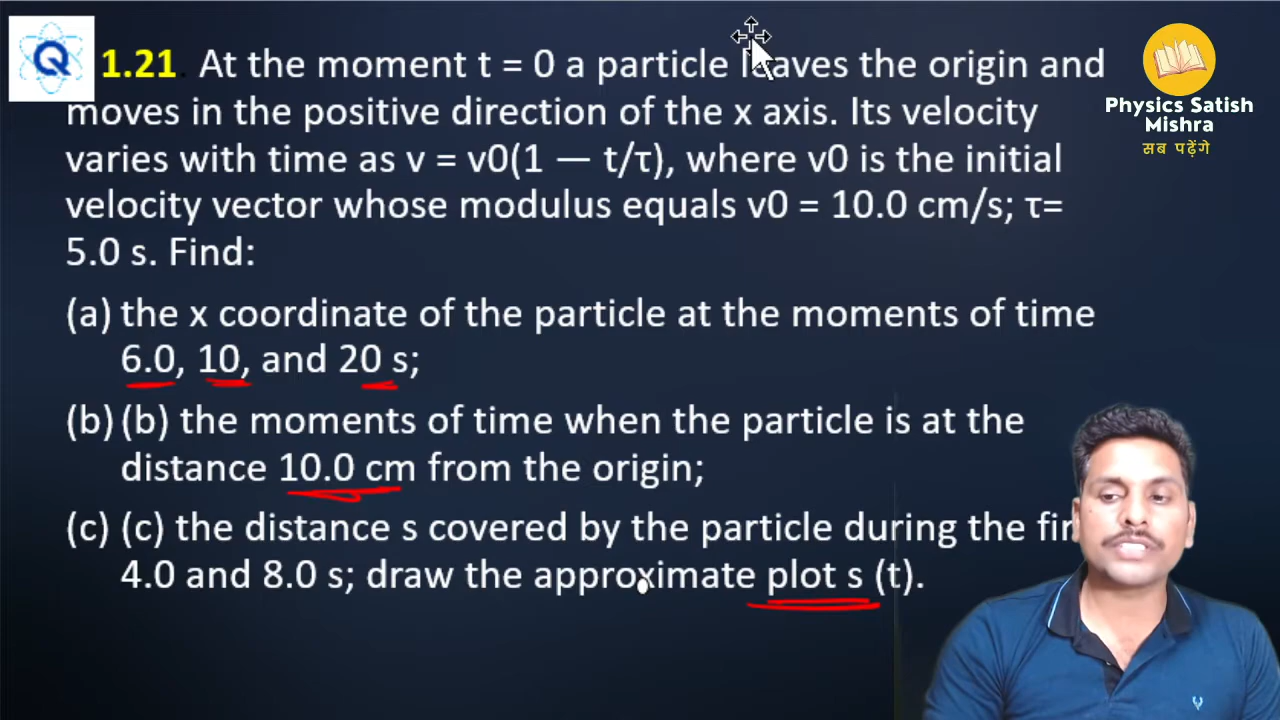 Q 1.21. At the moment t = 0 a particle leaves the origin and
moves in the positive direction of the x axis. Its velocity
varies with time as v = v0(1 — t/τ), where v0 is the initial
velocity vector whose modulus equals v0 = 10.0 cm/s; τ=
5.0 s. Find:
(a) the x coordinate of the particle at the moments of time
6.0, 10, and 20 s;
(b) (b) the moments of time when the particle is at the
distance 10.0 cm from the origin;
(c) (c) the distance s covered by the particle during the fir
4.0 and 8.0 s; draw the approximate plot s (t).
Physics Satish
Mishra
सब पढ़ेंगे